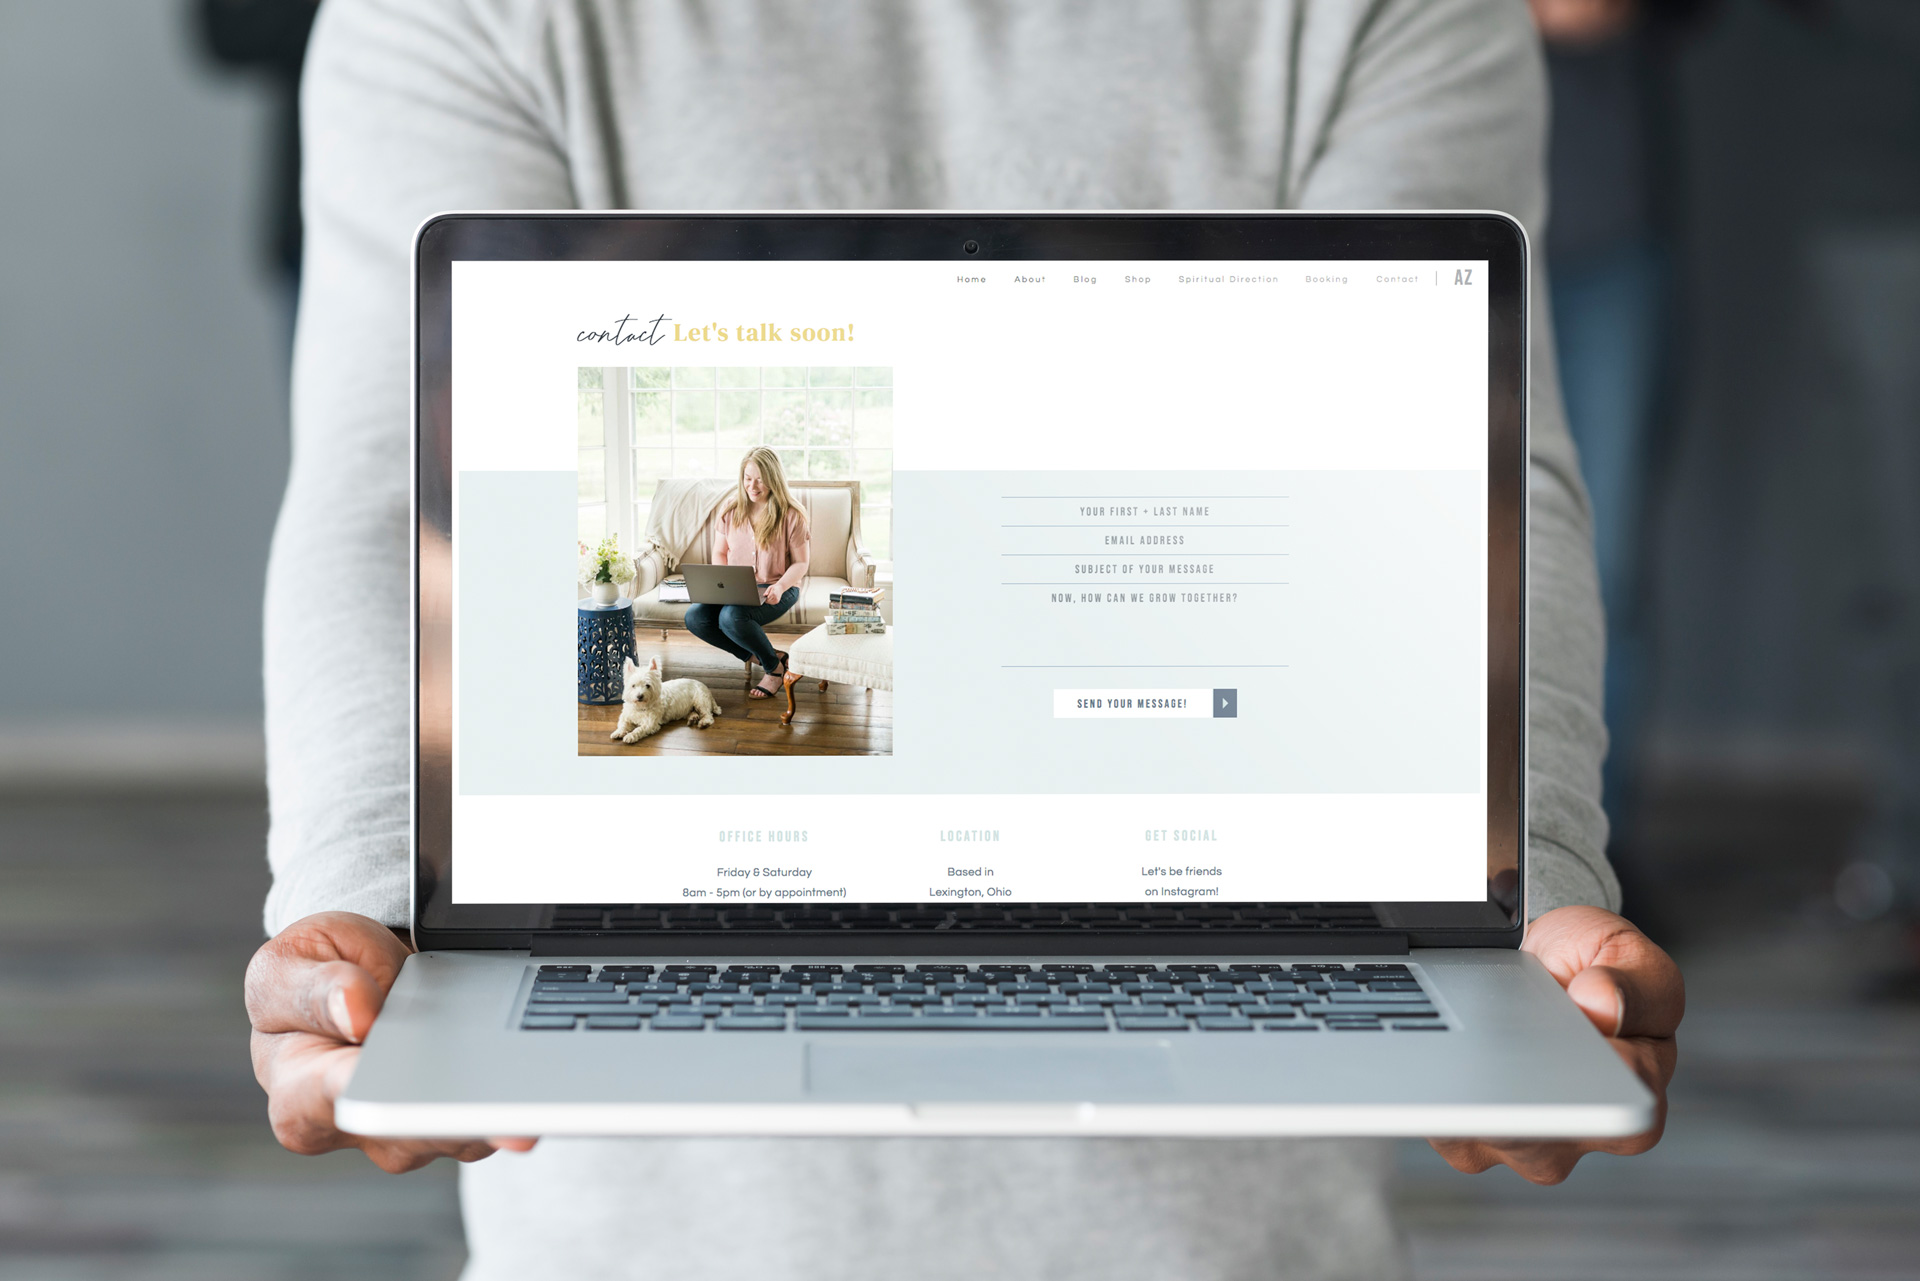 Home About Blog Shop Spiritual Direction Booking Contact AZ
contact Let's talk soon!
YOUR FIRST + LAST NAME
EMAIL ADDRESS
SUBJECT OF YOUR MESSAGE
NOW, HOW CAN WE GROW TOGETHER?
SEND YOUR MESSAGE!
OFFICE HOURS
Friday & Saturday
8am - 5pm (or by appointment)
LOCATION
Based in
Lexington, Ohio
GET SOCIAL
Let's be friends
on Instagram!